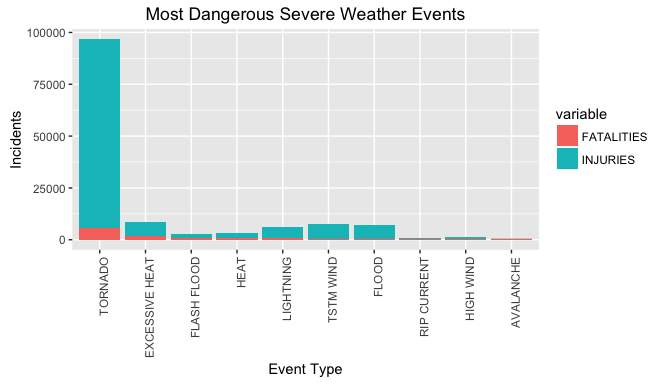 Most Dangerous Severe Weather Events
100000
75000
50000
25000
0
Incidents
TORNADO
EXCESSIVE HEAT
FLASH FLOOD
HEAT
LIGHTNING
TSTM WIND
FLOOD
RIP CURRENT
HIGH WIND
AVALANCHE
Event Type
variable
FATALITIES
INJURIES